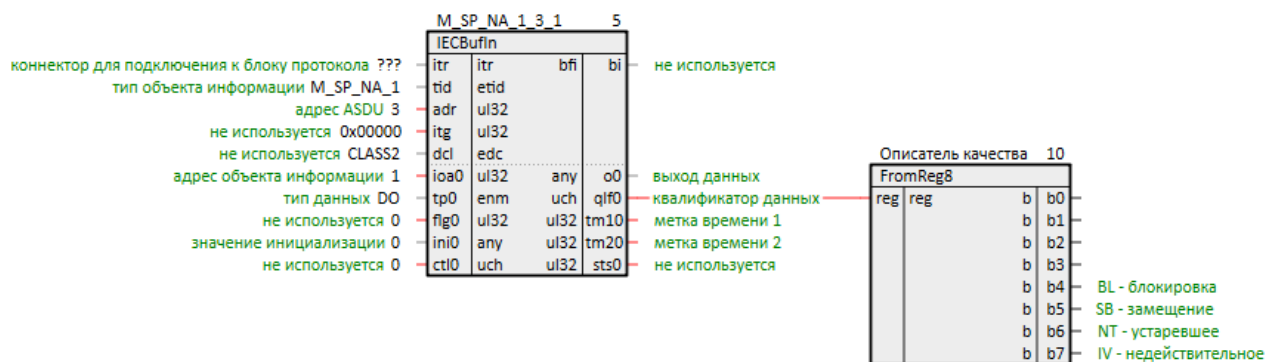 M_SP_NA_1_3_1 5
IECBufIn
коннектор для подключения к блоку протокола ??? itr itr bfi bi не используется
тип объекта информации M_SP_NA_1 tid etid
адрес ASDU 3 adr ul32
не используется 0x00000 itg ul32
не используется CLASS2 dcl edc
адрес объекта информации 1 ioa0 ul32 any o0 выход данных
тип данных DO tp0 enm uch qlf0 квалификатор данных
не используется 0 flg0 ul32 ul32 tm10 метка времени 1
значение инициализации 0 ini0 any ul32 tm20 метка времени 2
не используется 0 ctl0 uch ul32 sts0 не используется
Описатель качества 10
FromReg8
reg reg b b0
b b1
b b2
b b3
b b4 BL - блокировка
b b5 SB - замещение
b b6 NT - устаревшее
b b7 IV - недействительное